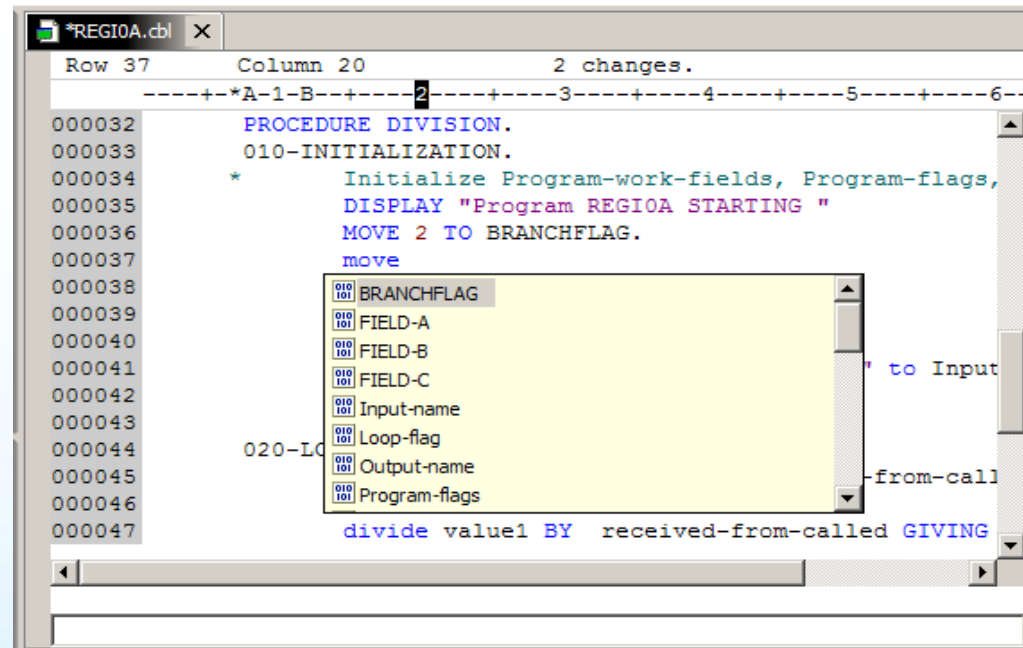 *REGI0A.cbl
Row 37 Column 20 2 changes.
----+-*A-1-B--+----2----+----3----+----4----+----5----+----6--
000032 PROCEDURE DIVISION.
000033 010-INITIALIZATION.
000034 * Initialize Program-work-fields, Program-flags,
000035 DISPLAY "Program REGI0A STARTING "
000036 MOVE 2 TO BRANCHFLAG.
000037 move
000038 BRANCHFLAG
000039 FIELD-A
000040 FIELD-B
000041 FIELD-C " to Input
000042 Input-name
000043 Loop-flag
000044 020-LO Output-name
000045 Program-flags -from-call
000046
000047 divide value1 BY received-from-called GIVING